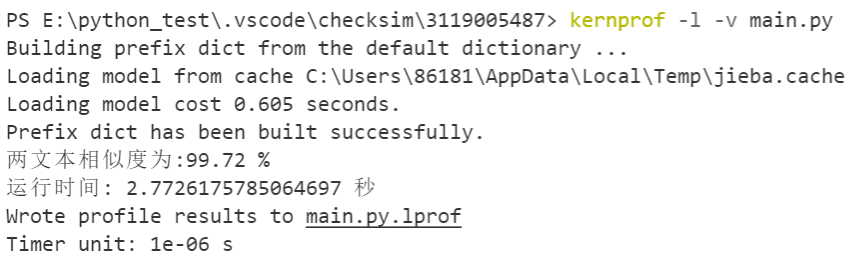 PS E:\python_test\.vscode\checksim\3119005487> kernprof -l -v main.py
Building prefix dict from the default dictionary ...
Loading model from cache C:\Users\86181\AppData\Local\Temp\jieba.cache
Loading model cost 0.605 seconds.
Prefix dict has been built successfully.
两文本相似度为:99.72 %
运行时间: 2.7726175785064697 秒
Wrote profile results to main.py.lprof
Timer unit: 1e-06 s